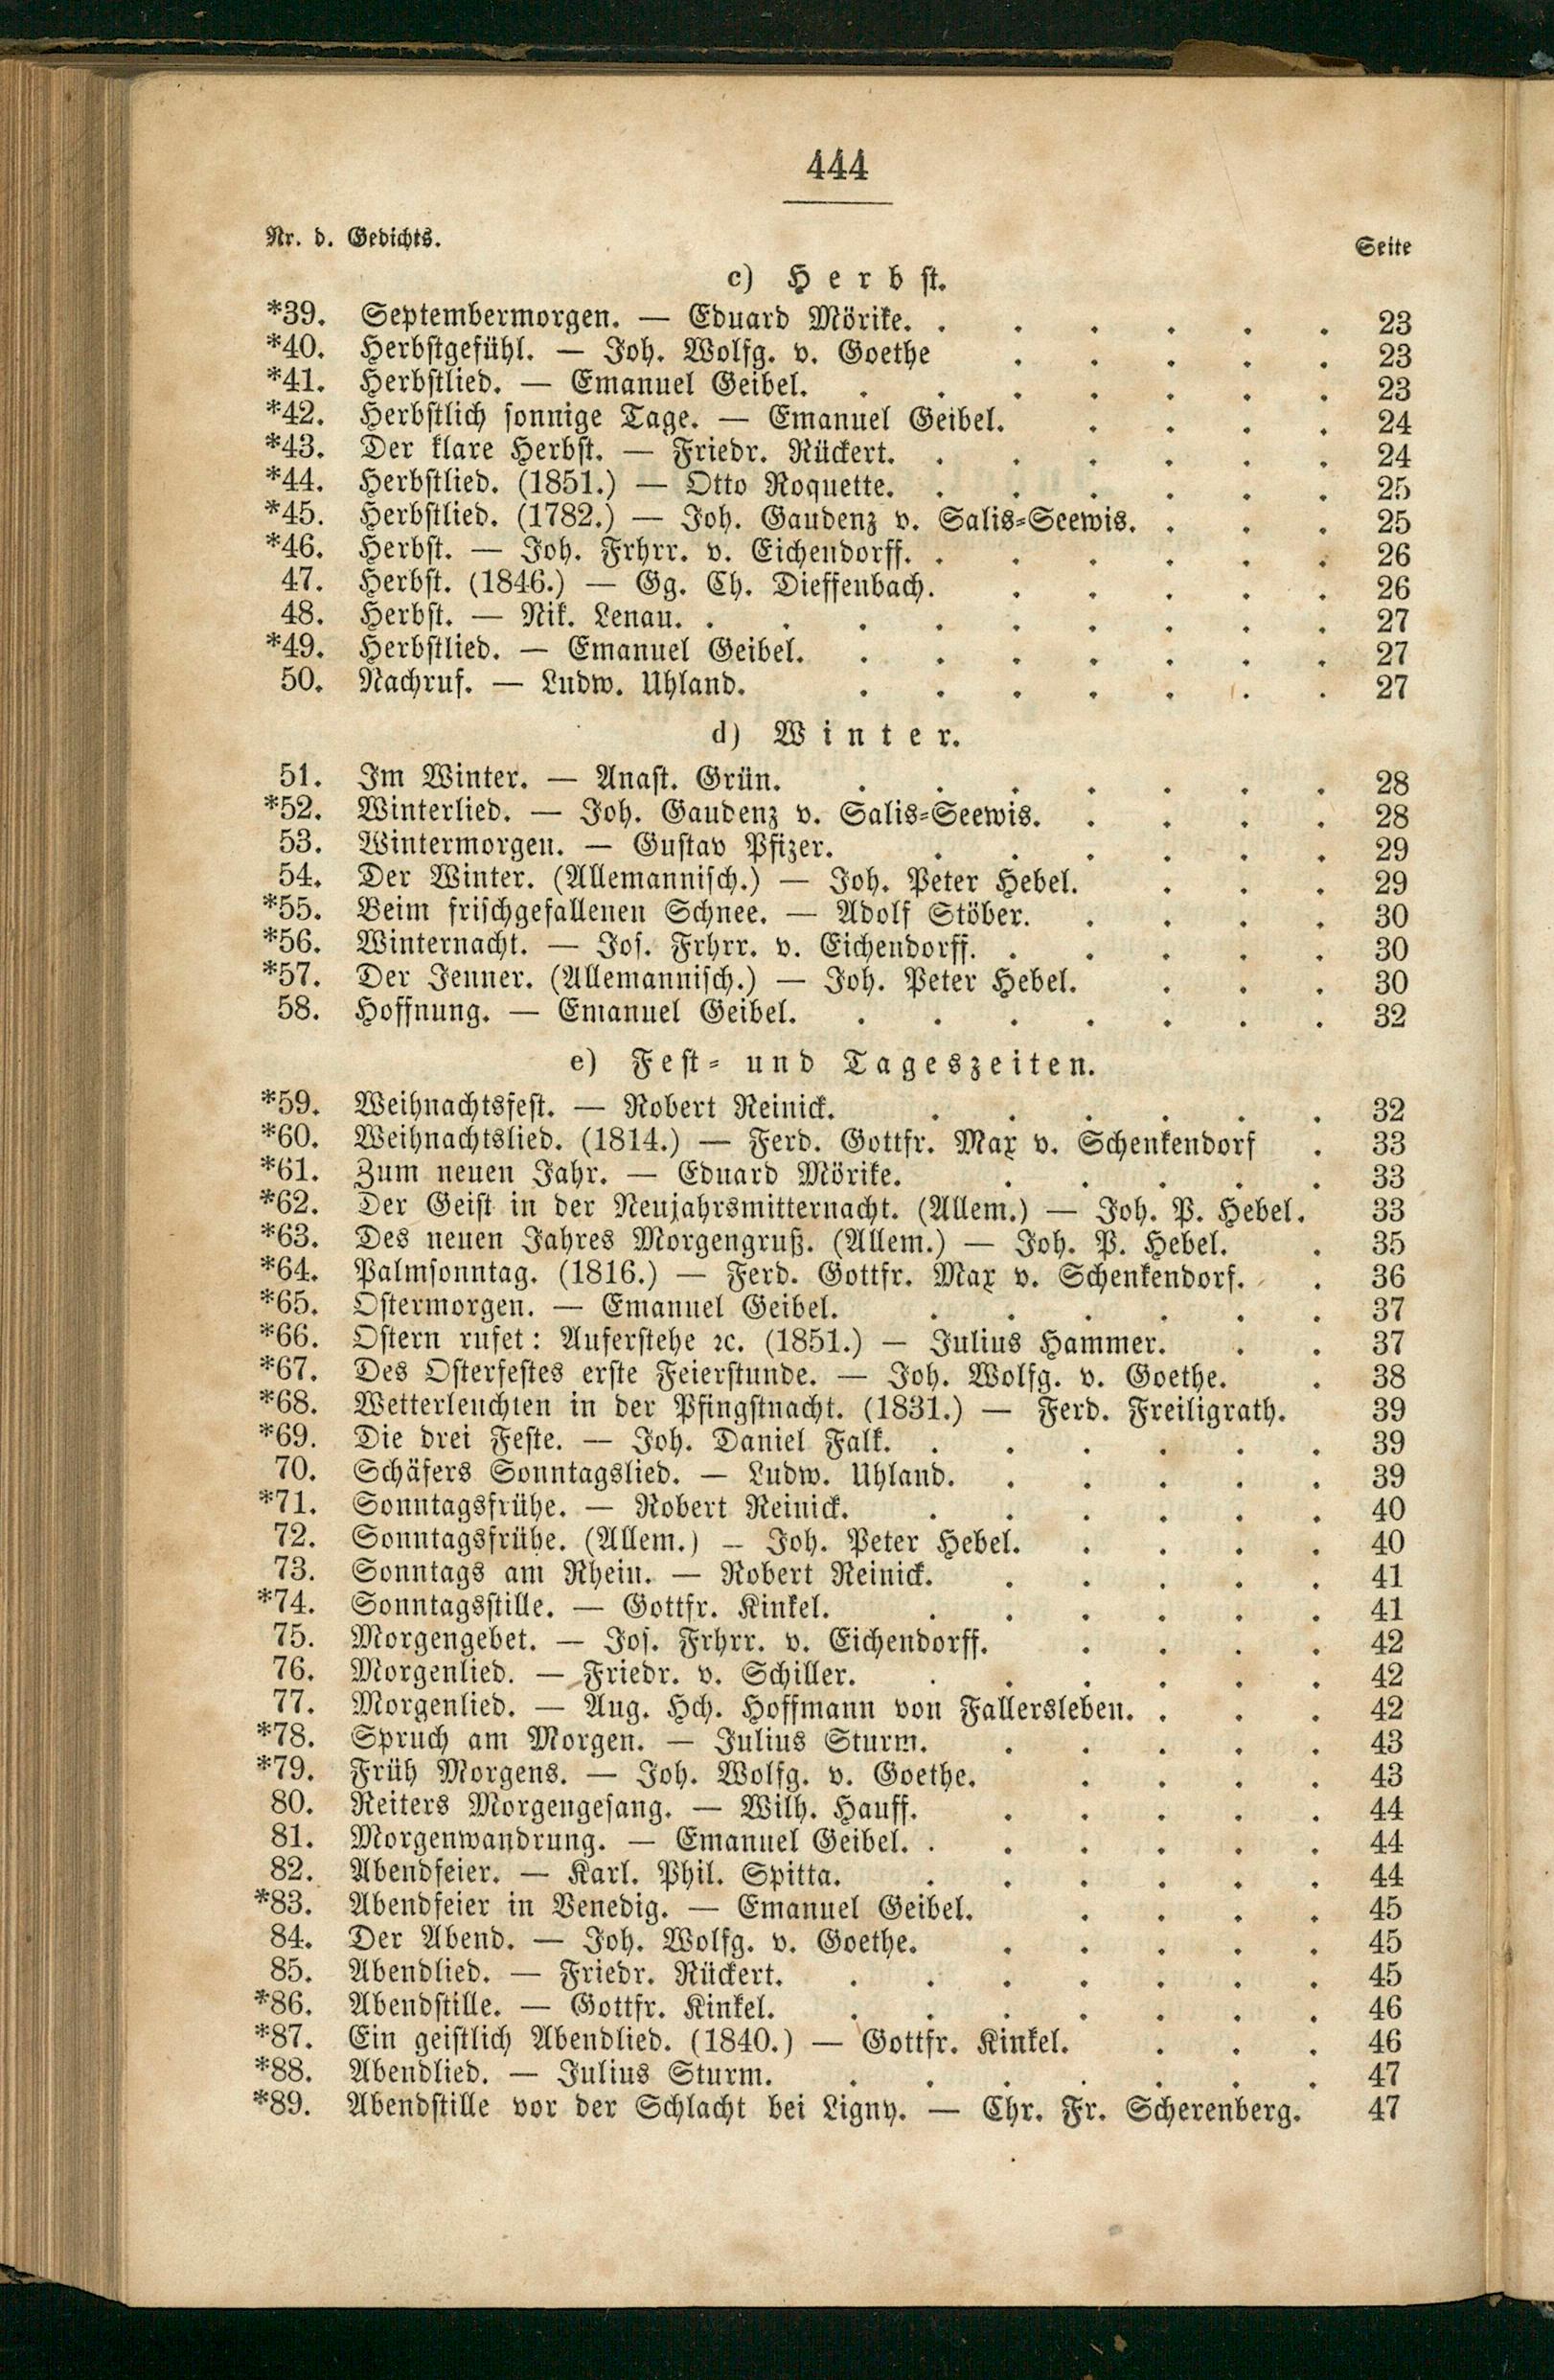 444
Nr. d. Gedichts.
Seite
c) Herbst.
*39. Septembermorgen. — Eduard Mörike. . . . . . . 23
*40. Herbstgefühl. — Joh. Wolfg. v. Goethe . . . . . 23
*41. Herbstlied. — Emanuel Geibel. . . . . . . . 23
*42. Herbstlich sonnige Tage. — Emanuel Geibel. . . . . 24
*43. Der klare Herbst. — Friedr. Rückert. . . . . . . 24
*44. Herbstlied. (1851.) — Otto Roquette. . . . . . . 25
*45. Herbstlied. (1782.) — Joh. Gaudenz v. Salis-Seewis. . . . 25
*46. Herbst. — Joh. Frhrr. v. Eichendorff. . . . . . . 26
47. Herbst. (1846.) — Gg. Ch. Dieffenbach. . . . . . 26
48. Herbst. — Nik. Lenau. . . . . . . . . . 27
*49. Herbstlied. — Emanuel Geibel. . . . . . . . 27
50. Nachruf. — Ludw. Uhland. . . . . . . . 27
d) Winter.
51. Im Winter. — Anast. Grün. . . . . . . . 28
*52. Winterlied. — Joh. Gaudenz v. Salis-Seewis. . . . . 28
53. Wintermorgen. — Gustav Pfizer. . . . . . . 29
54. Der Winter. (Allemannisch.) — Joh. Peter Hebel. . . . 29
*55. Beim frischgefallenen Schnee. — Adolf Stöber. . . . . 30
*56. Winternacht. — Jos. Frhrr. v. Eichendorff. . . . . . 30
*57. Der Jenner. (Allemannisch.) — Joh. Peter Hebel. . . . 30
58. Hoffnung. — Emanuel Geibel. . . . . . . . 32
e) Fest- und Tageszeiten.
*59. Weihnachtsfest. — Robert Reinick. . . . . . . 32
*60. Weihnachtslied. (1814.) — Ferd. Gottfr. Max v. Schenkendorf . 33
*61. Zum neuen Jahr. — Eduard Mörike. . . . . . 33
*62. Der Geist in der Neujahrsmitternacht. (Allem.) — Joh. P. Hebel. 33
*63. Des neuen Jahres Morgengruß. (Allem.) — Joh. P. Hebel. . 35
*64. Palmsonntag. (1816.) — Ferd. Gottfr. Max v. Schenkendorf. . 36
*65. Ostermorgen. — Emanuel Geibel. . . . . . . 37
*66. Ostern rufet: Auferstehe ꝛc. (1851.) — Julius Hammer. . . 37
*67. Des Osterfestes erste Feierstunde. — Joh. Wolfg. v. Goethe. . 38
*68. Wetterleuchten in der Pfingstnacht. (1831.) — Ferd. Freiligrath. 39
*69. Die drei Feste. — Joh. Daniel Falk. . . . . . . 39
70. Schäfers Sonntagslied. — Ludw. Uhland. . . . . . 39
*71. Sonntagsfrühe. — Robert Reinick. . . . . . . 40
72. Sonntagsfrühe. (Allem.) — Joh. Peter Hebel. . . . . 40
73. Sonntags am Rhein. — Robert Reinick. . . . . . 41
*74. Sonntagsstille. — Gottfr. Kinkel. . . . . . . 41
75. Morgengebet. — Jos. Frhrr. v. Eichendorff. . . . . 42
76. Morgenlied. — Friedr. v. Schiller. . . . . . . 42
77. Morgenlied. — Aug. Hch. Hoffmann von Fallersleben. . . . 42
*78. Spruch am Morgen. — Julius Sturm. . . . . . 43
*79. Früh Morgens. — Joh. Wolfg. v. Goethe. . . . . 43
80. Reiters Morgengesang. — Wilh. Hauff. . . . . . 44
81. Morgenwandrung. — Emanuel Geibel. . . . . . . 44
82. Abendfeier. — Karl. Phil. Spitta. . . . . . . 44
*83. Abendfeier in Venedig. — Emanuel Geibel. . . . . 45
84. Der Abend. — Joh. Wolfg. v. Goethe. . . . . . 45
85. Abendlied. — Friedr. Rückert. . . . . . . . 45
*86. Abendstille. — Gottfr. Kinkel. . . . . . . . 46
*87. Ein geistlich Abendlied. (1840.) — Gottfr. Kinkel. . . . 46
*88. Abendlied. — Julius Sturm. . . . . . . . 47
*89. Abendstille vor der Schlacht bei Ligny. — Chr. Fr. Scherenberg. 47